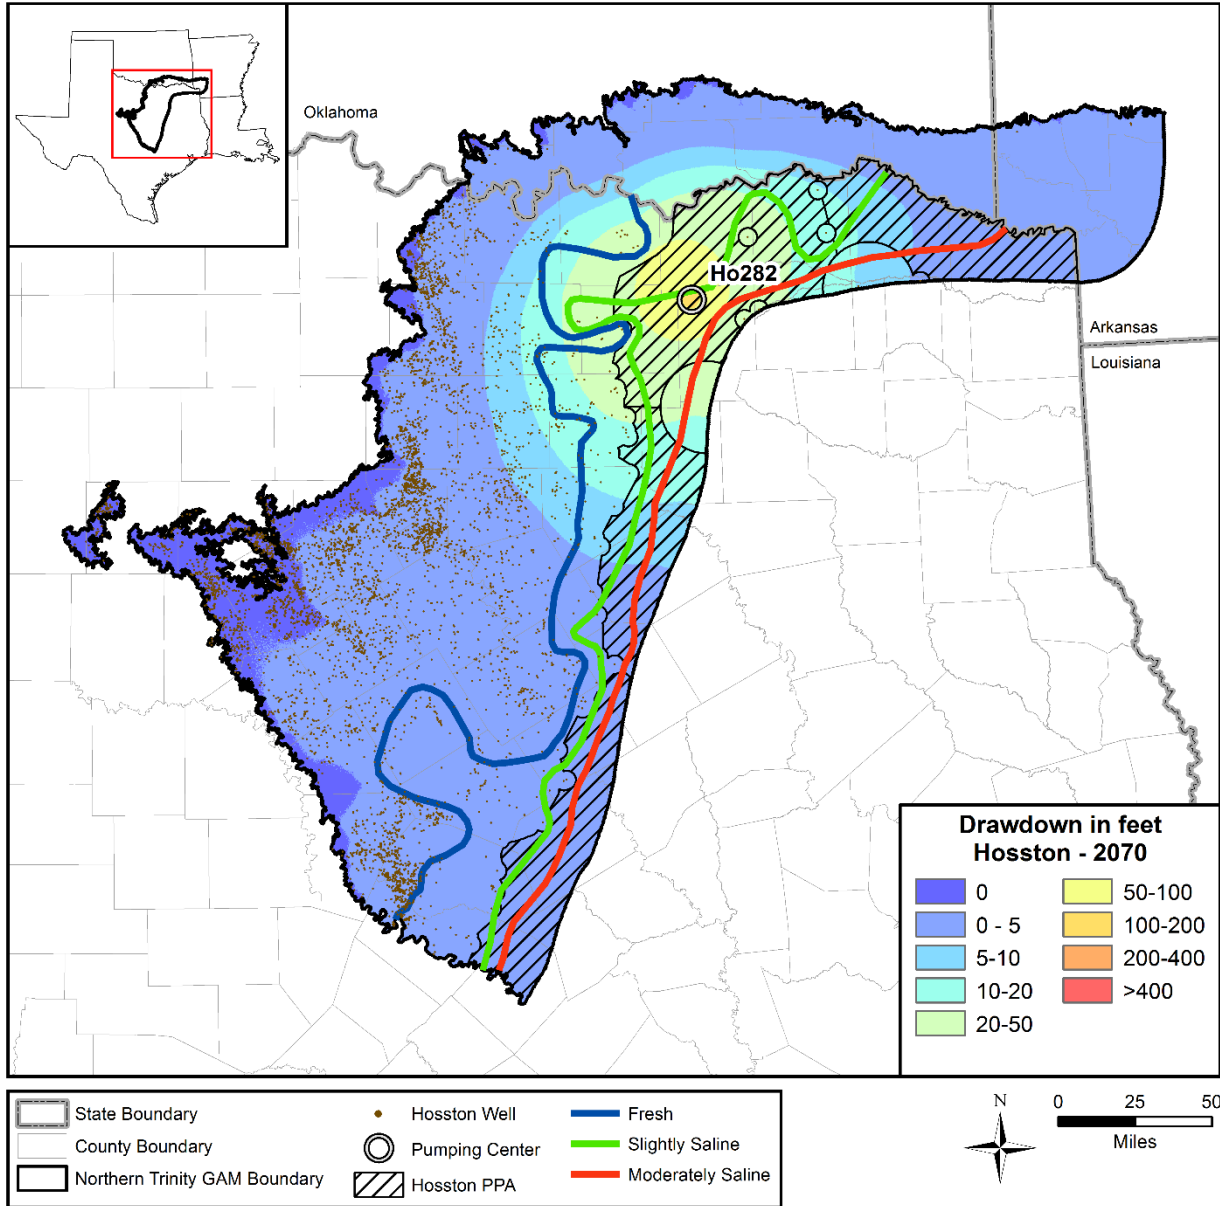 Oklahoma
Ho282
Arkansas
Louisiana
Drawdown in feet
Hosston - 2070
0
0 - 5
5-10
10-20
20-50
50-100
100-200
200-400
>400
State Boundary
County Boundary
Northern Trinity GAM Boundary
Hosston Well
Pumping Center
Hosston PPA
Fresh
Slightly Saline
Moderately Saline
N
0 25 50
Miles